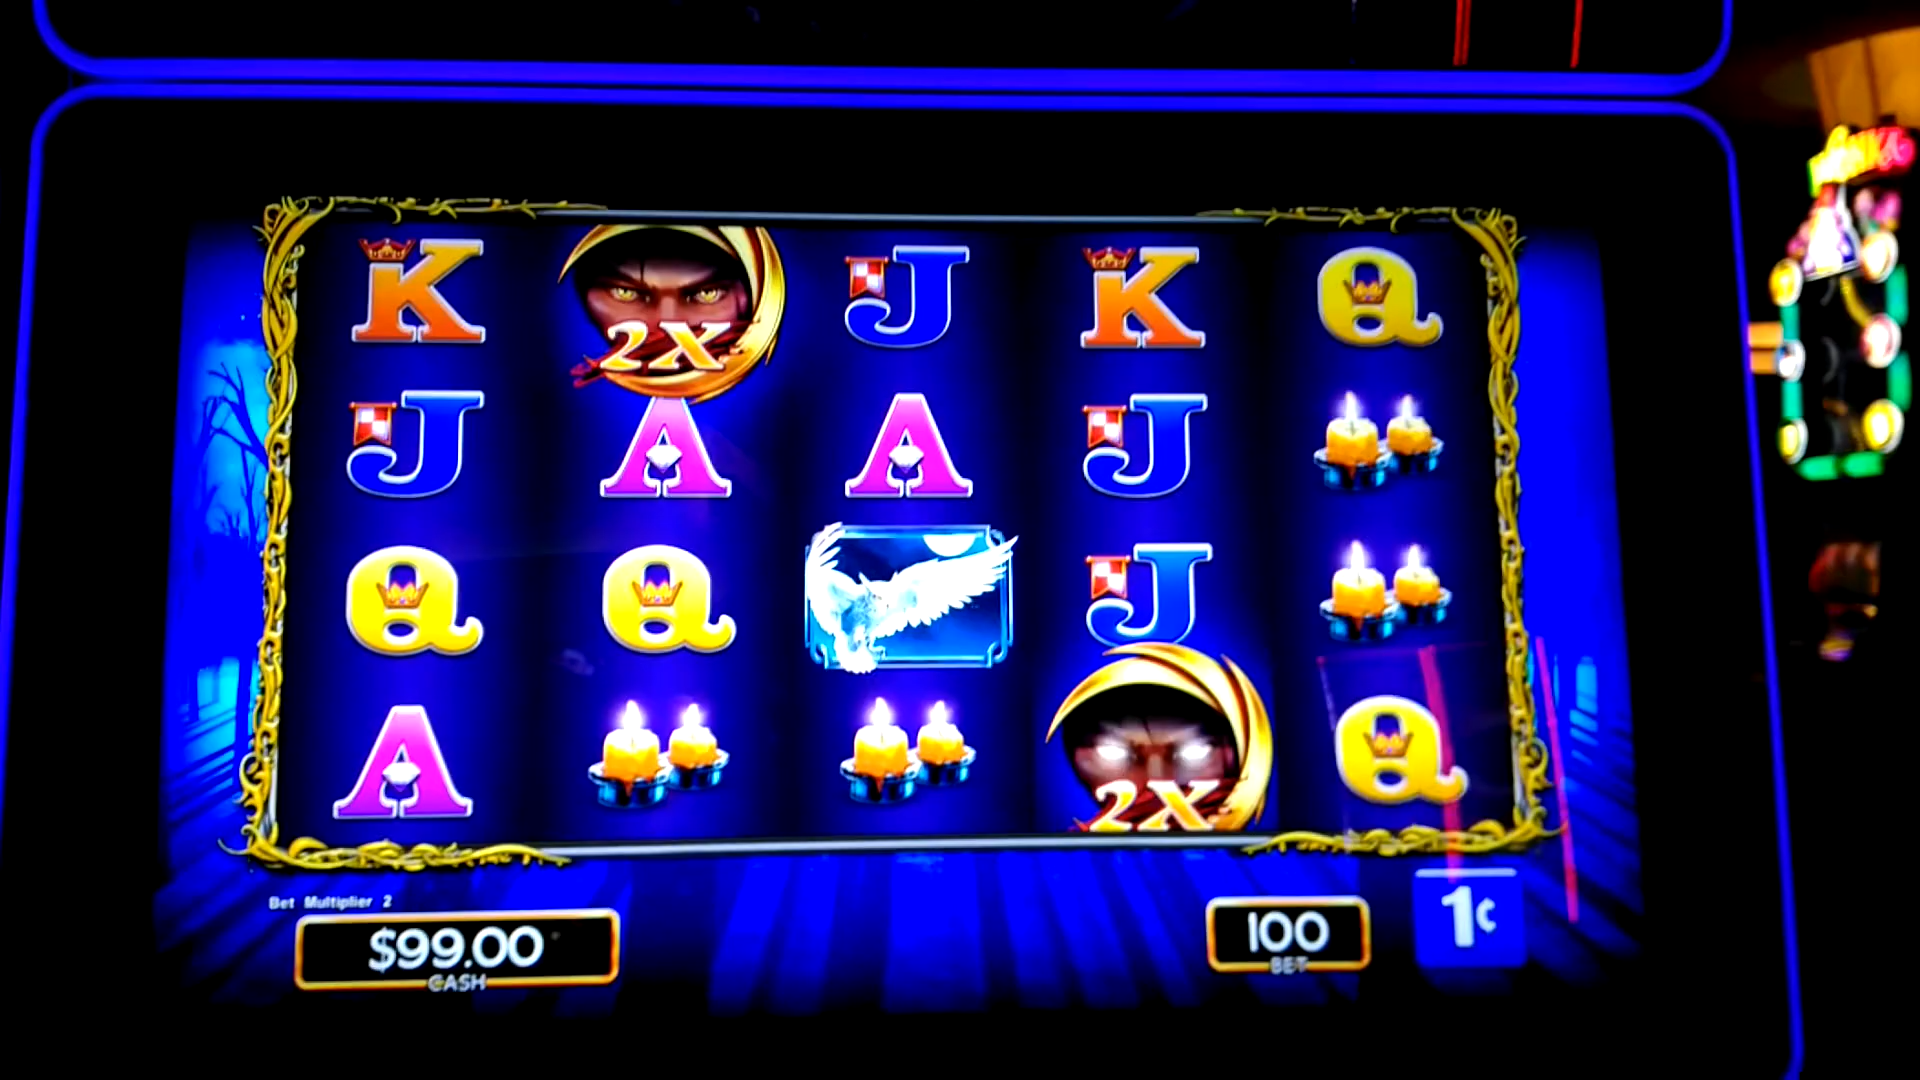 K 2X J K Q
J A A J
Q Q J
A 2X Q
Bet Multiplier 2
$99.00
CASH
100
BET
1¢